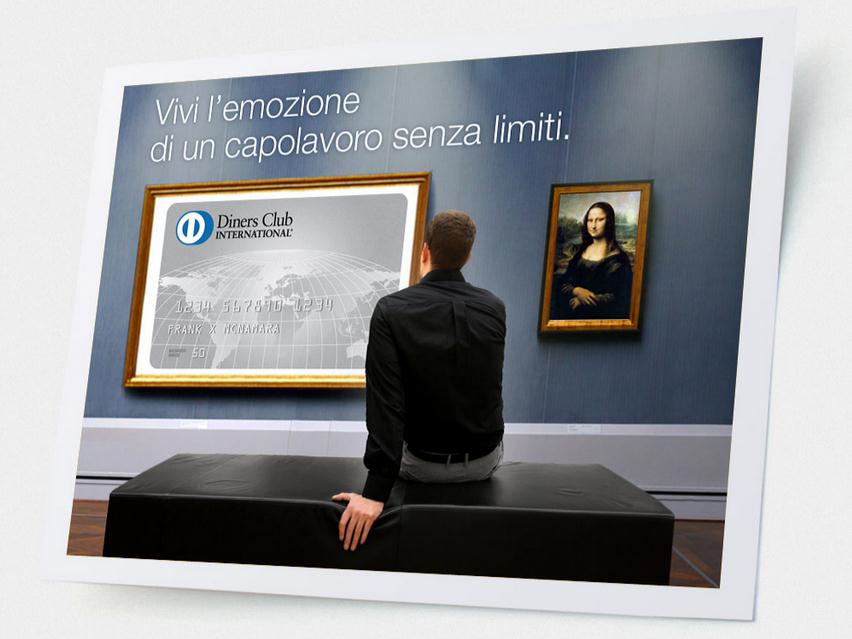 Vivi l'emozione
di un capolavoro senza limiti.
Diners Club
INTERNATIONAL®
1234 567890 1234
FRANK X MCNAMARA
50